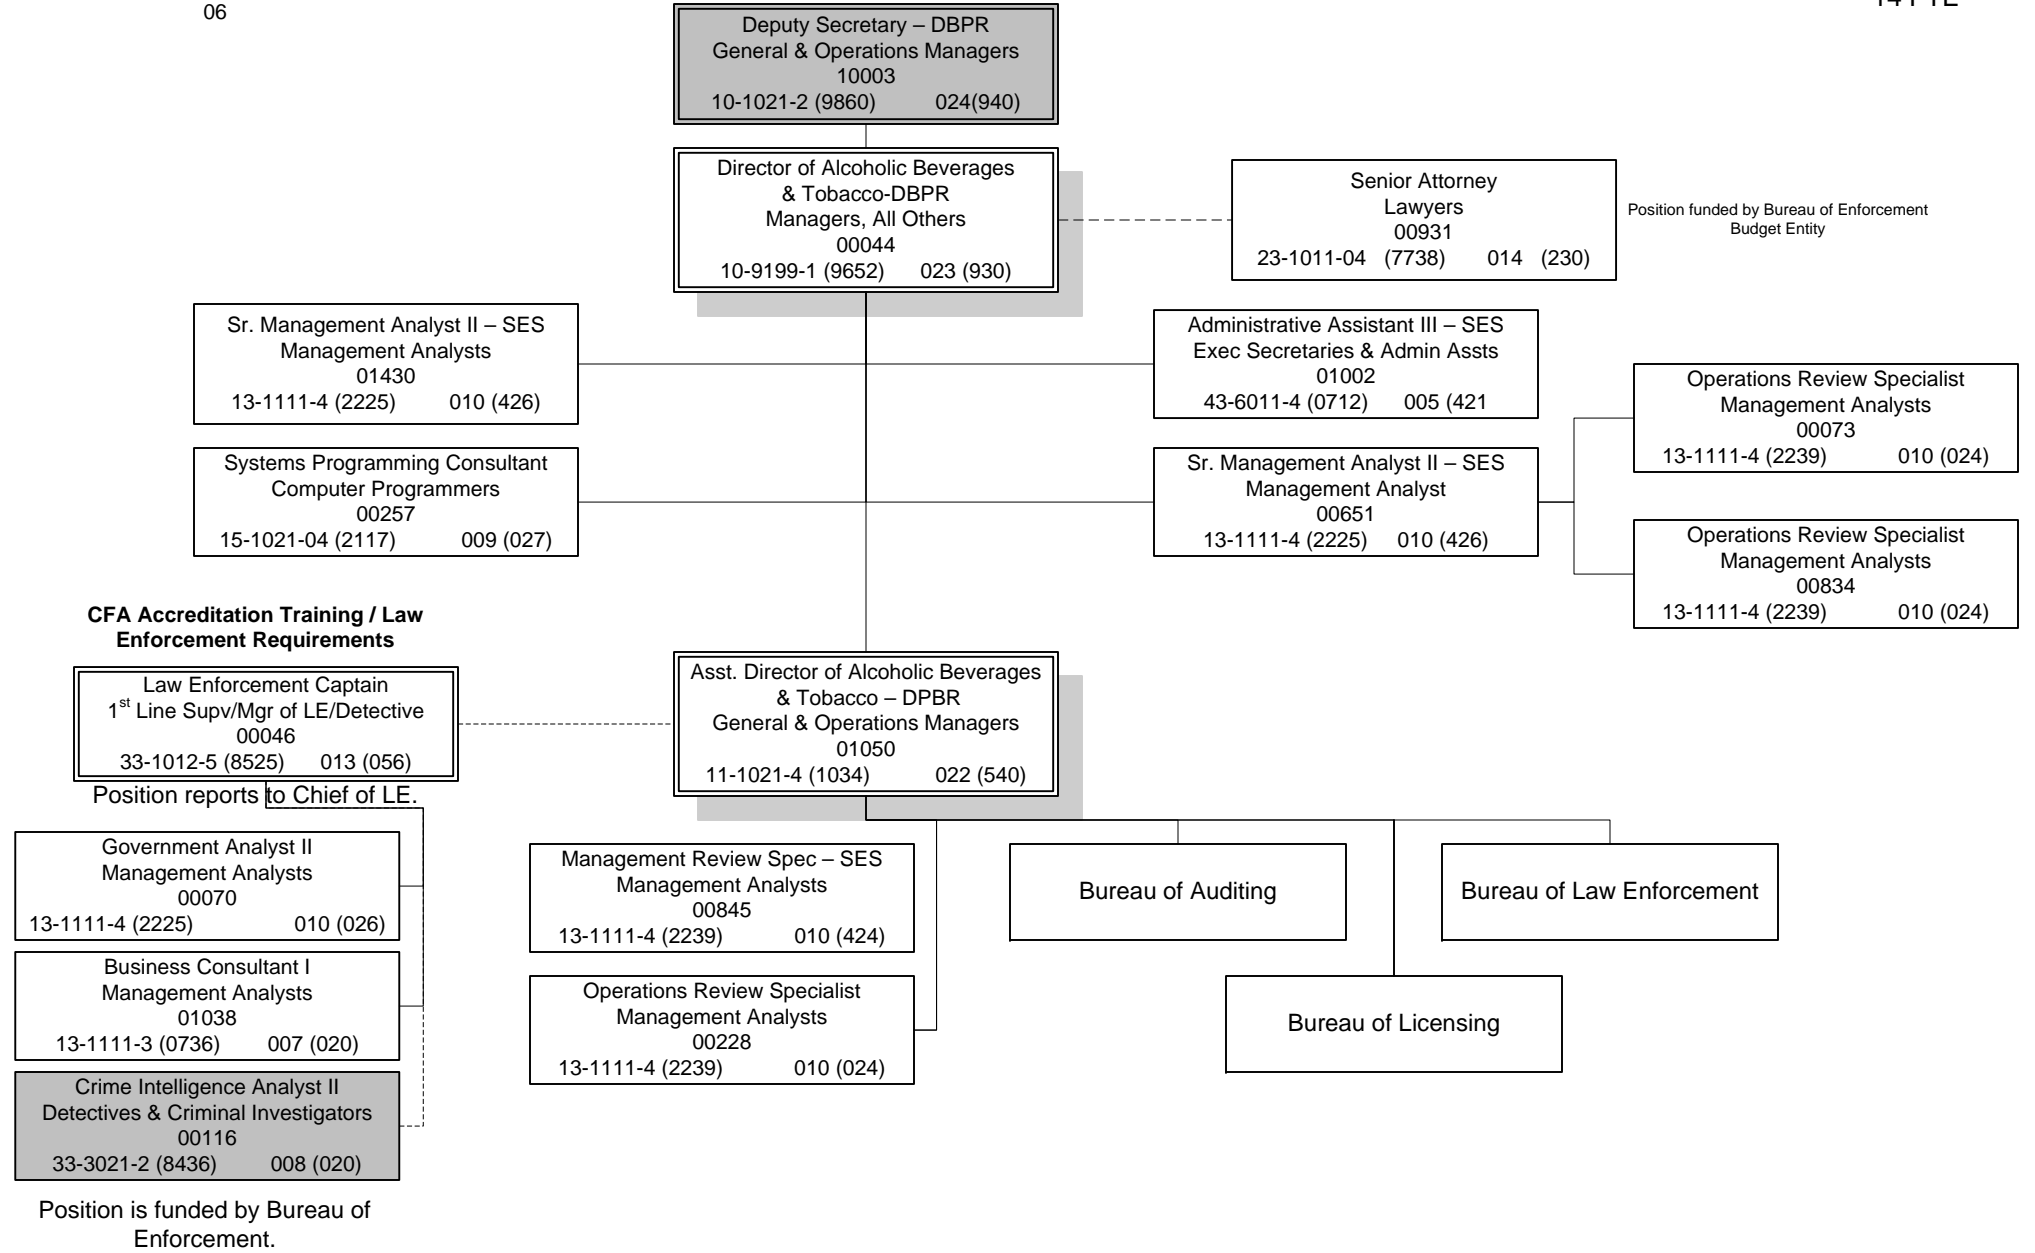 06
Deputy Secretary – DBPR
General & Operations Managers
10003
10-1021-2 (9860) 024(940)
Director of Alcoholic Beverages
& Tobacco-DBPR
Managers, All Others
00044
10-9199-1 (9652) 023 (930)
Senior Attorney
Lawyers
00931
23-1011-04 (7738) 014 (230)
Position funded by Bureau of Enforcement
Budget Entity
Sr. Management Analyst II – SES
Management Analysts
01430
13-1111-4 (2225) 010 (426)
Administrative Assistant III – SES
Exec Secretaries & Admin Assts
01002
43-6011-4 (0712) 005 (421
Operations Review Specialist
Management Analysts
00073
13-1111-4 (2239) 010 (024)
Systems Programming Consultant
Computer Programmers
00257
15-1021-04 (2117) 009 (027)
Sr. Management Analyst II – SES
Management Analyst
00651
13-1111-4 (2225) 010 (426)
Operations Review Specialist
Management Analysts
00834
13-1111-4 (2239) 010 (024)
CFA Accreditation Training / Law
Enforcement Requirements
Law Enforcement Captain
1st Line Supv/Mgr of LE/Detective
00046
33-1012-5 (8525) 013 (056)
Position reports to Chief of LE.
Asst. Director of Alcoholic Beverages
& Tobacco – DPBR
General & Operations Managers
01050
11-1021-4 (1034) 022 (540)
Government Analyst II
Management Analysts
00070
13-1111-4 (2225) 010 (026)
Business Consultant I
Management Analysts
01038
13-1111-3 (0736) 007 (020)
Crime Intelligence Analyst II
Detectives & Criminal Investigators
00116
33-3021-2 (8436) 008 (020)
Position is funded by Bureau of
Enforcement.
Management Review Spec – SES
Management Analysts
00845
13-1111-4 (2239) 010 (424)
Operations Review Specialist
Management Analysts
00228
13-1111-4 (2239) 010 (024)
Bureau of Auditing
Bureau of Law Enforcement
Bureau of Licensing